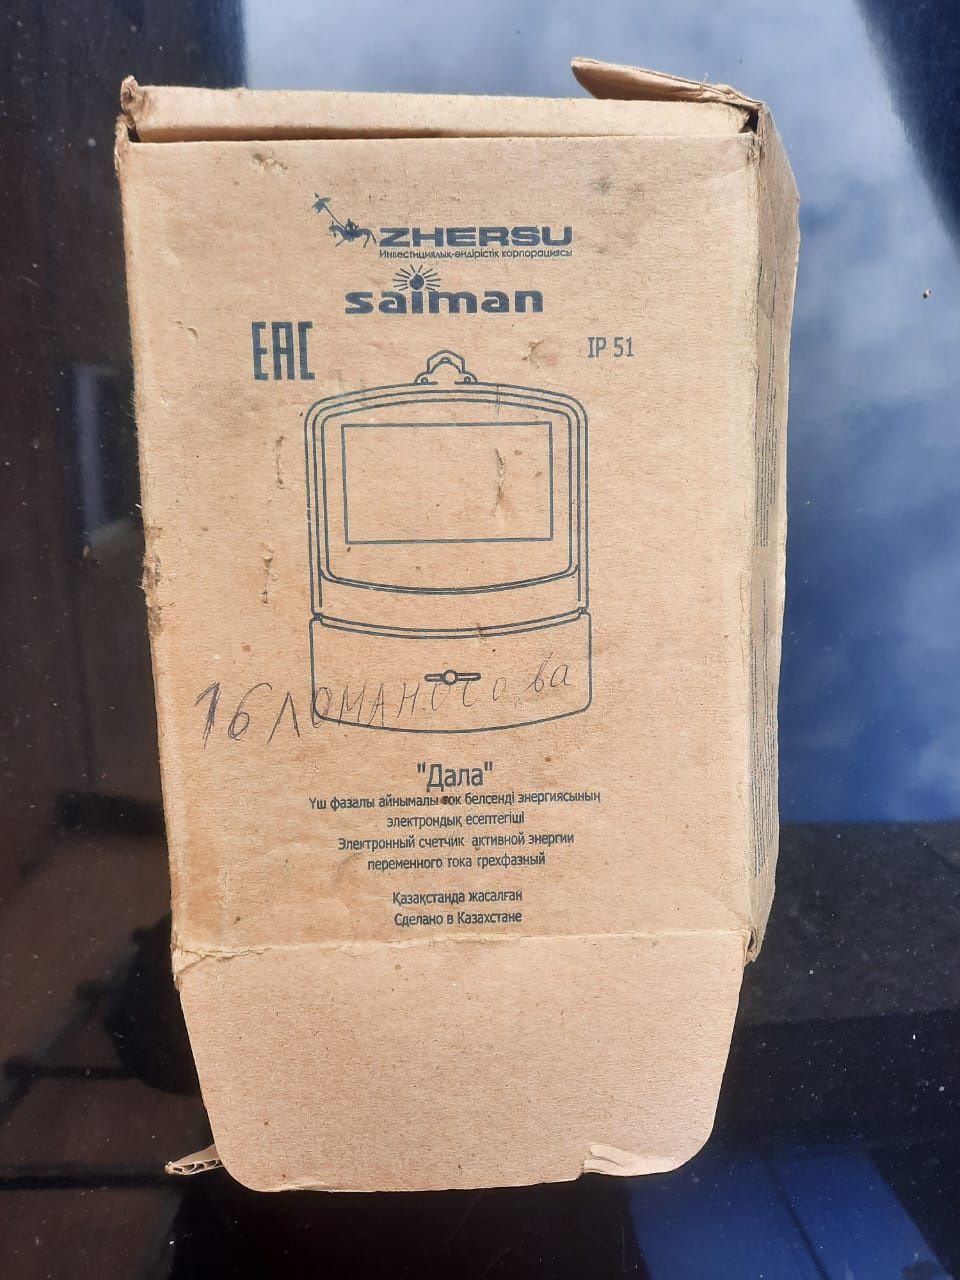 ZHERSU
Инвестициялық-өндірістік корпорациясы
saiman
EAC
IP 51
16 Ломаносова
"Дала"
Үш фазалы айнымалы ток белсенді энергиясының
электрондық есептегіші
Электронный счетчик активной энергии
переменного тока трехфазный
Қазақстанда жасалған
Сделано в Казахстане